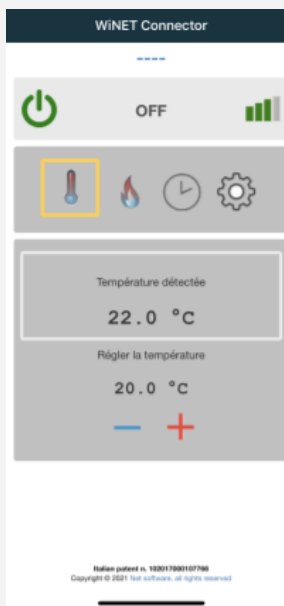 WiNET Connector
----
OFF
Température détectée
22.0 °C
Régler la température
20.0 °C
Italian patent n. 102017000107766
Copyright © 2021 Net software, all rights reserved